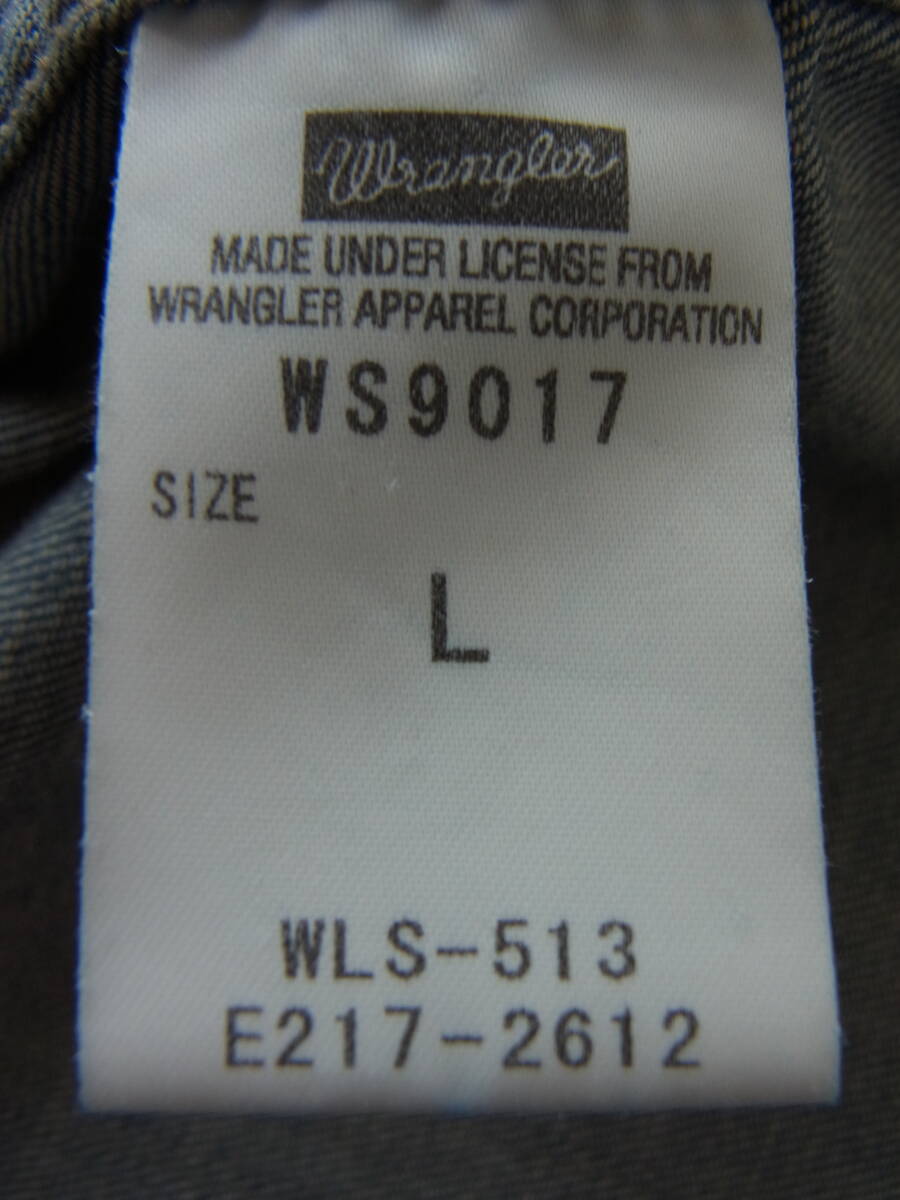 Wrangler
MADE UNDER LICENSE FROM
WRANGLER APPAREL CORPORATION
WS9017
SIZE
L
WLS-513
E217-2612